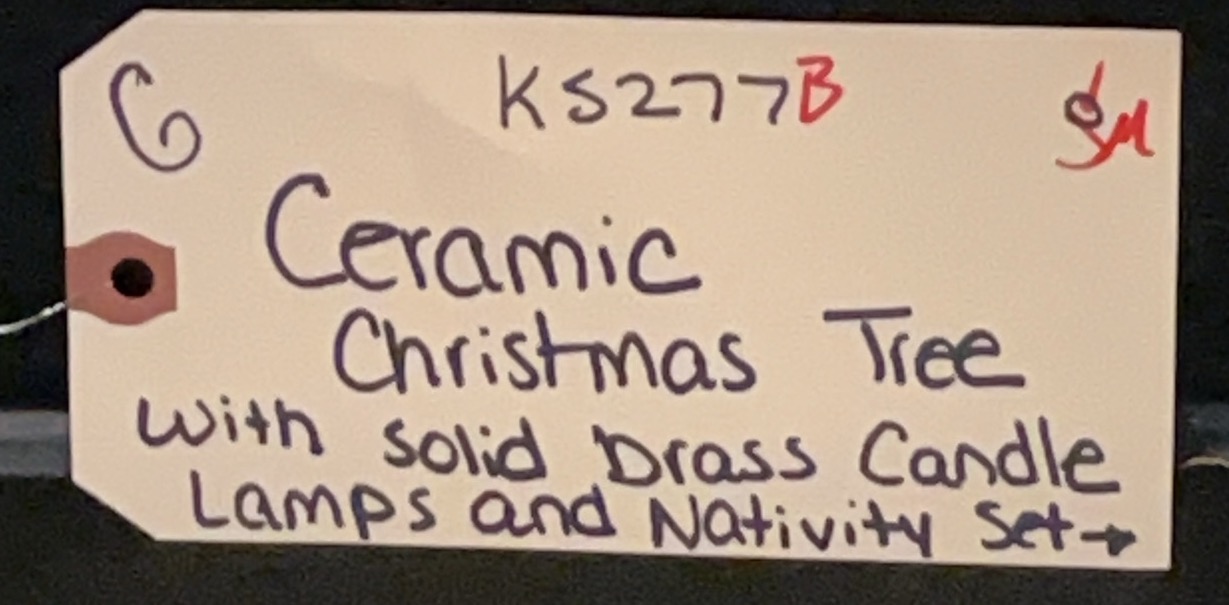 G KS277B
Ceramic
Christmas Tree
with solid brass Candle
Lamps and Nativity Set→